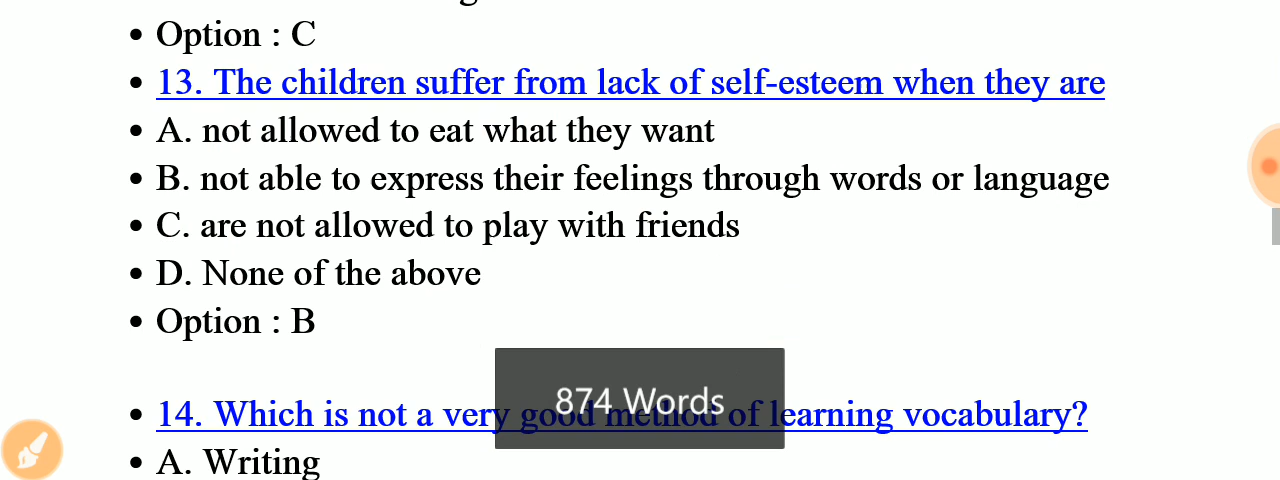 • Option : C
• 13. The children suffer from lack of self-esteem when they are
• A. not allowed to eat what they want
• B. not able to express their feelings through words or language
• C. are not allowed to play with friends
• D. None of the above
• Option : B
874 Words
• 14. Which is not a very good method of learning vocabulary?
• A. Writing